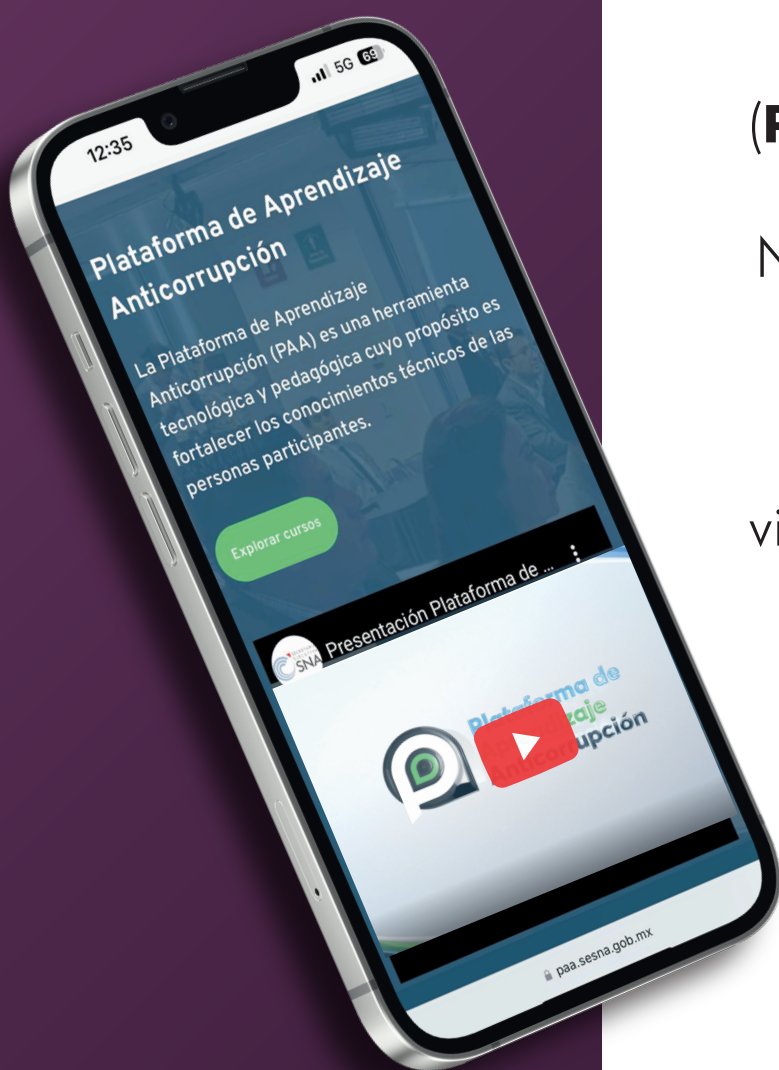 12:35
5G 69
Plataforma de Aprendizaje
Anticorrupción
La Plataforma de Aprendizaje
Anticorrupción (PAA) es una herramienta
tecnológica y pedagógica cuyo propósito es
fortalecer los conocimientos técnicos de las
personas participantes.
Explorar cursos
SNA
Presentación Plataforma de ...
Plataforma de
Aprendizaje
Anticorrupción
paa.sesna.gob.mx
(P
N
vi